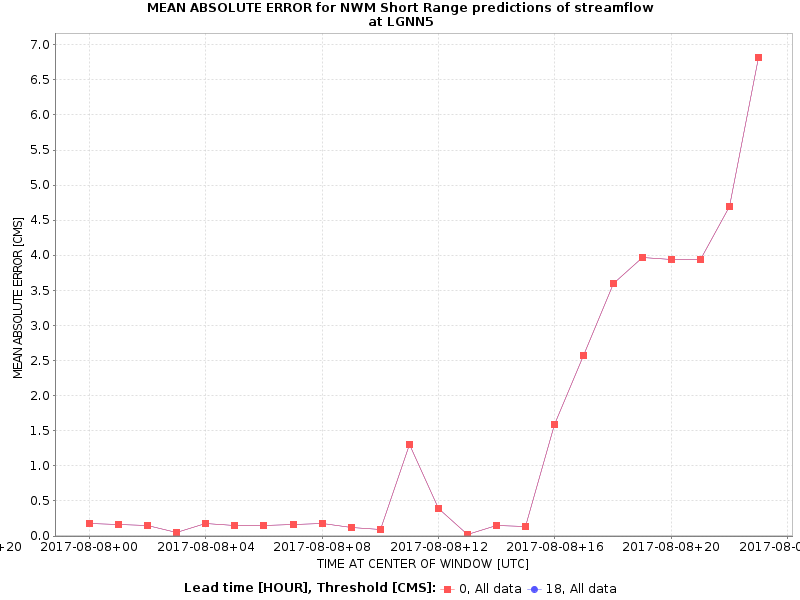 MEAN ABSOLUTE ERROR for NWM Short Range predictions of streamflow
at LGNN5
7.0
6.5
6.0
5.5
5.0
4.5
4.0
3.5
3.0
2.5
2.0
1.5
1.0
0.5
0.0
MEAN ABSOLUTE ERROR [CMS]
+20 2017-08-08+00 2017-08-08+04 2017-08-08+08 2017-08-08+12 2017-08-08+16 2017-08-08+20 2017-08-0
TIME AT CENTER OF WINDOW [UTC]
Lead time [HOUR], Threshold [CMS]: 0, All data 18, All data